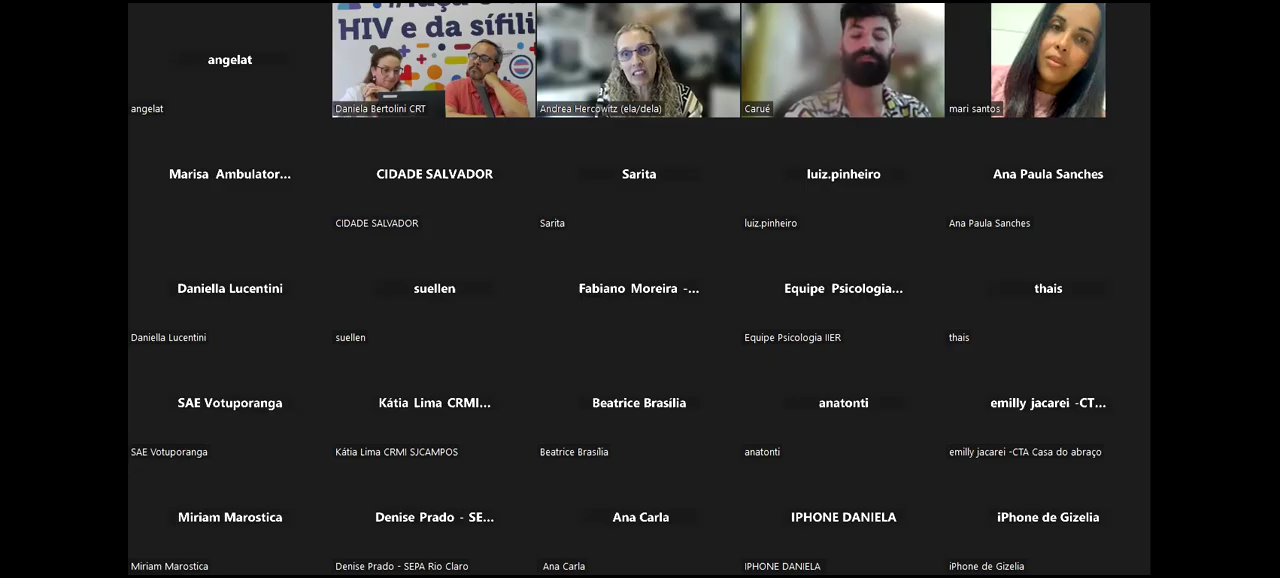 angelat
angelat
#faça o
HIV e da sífili
Daniela Bertolini CRT
Andrea Hercowitz (ela/dela)
Carué
mari santos
Marisa Ambulator...
CIDADE SALVADOR
Sarita
luiz.pinheiro
Ana Paula Sanches
CIDADE SALVADOR
Sarita
luiz.pinheiro
Ana Paula Sanches
Daniella Lucentini
suellen
Fabiano Moreira -...
Equipe Psicologia...
thais
Daniella Lucentini
suellen
Equipe Psicologia IIER
thais
SAE Votuporanga
Kátia Lima CRMI...
Beatrice Brasília
anatonti
emilly jacarei -CT...
SAE Votuporanga
Kátia Lima CRMI SJCAMPOS
Beatrice Brasília
anatonti
emilly jacarei -CTA Casa do abraço
Miriam Marostica
Denise Prado - SE...
Ana Carla
IPHONE DANIELA
iPhone de Gizelia
Miriam Marostica
Denise Prado - SEPA Rio Claro
Ana Carla
IPHONE DANIELA
iPhone de Gizelia